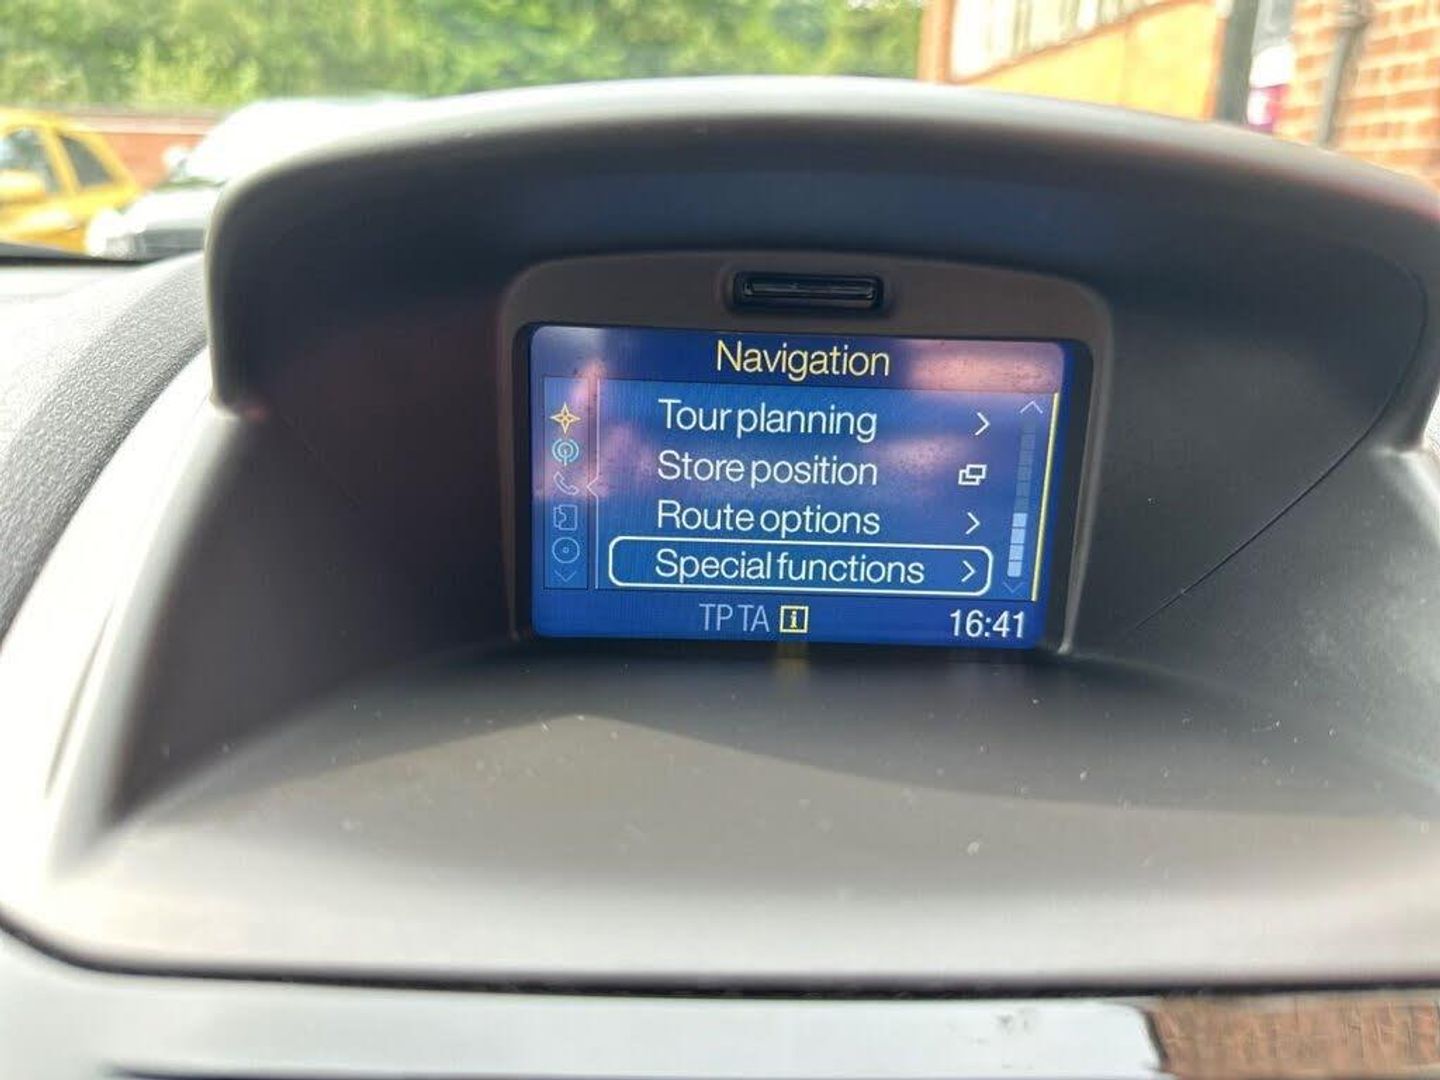 Navigation
Tour planning
Store position
Route options
Special functions
TP TA i 16:41